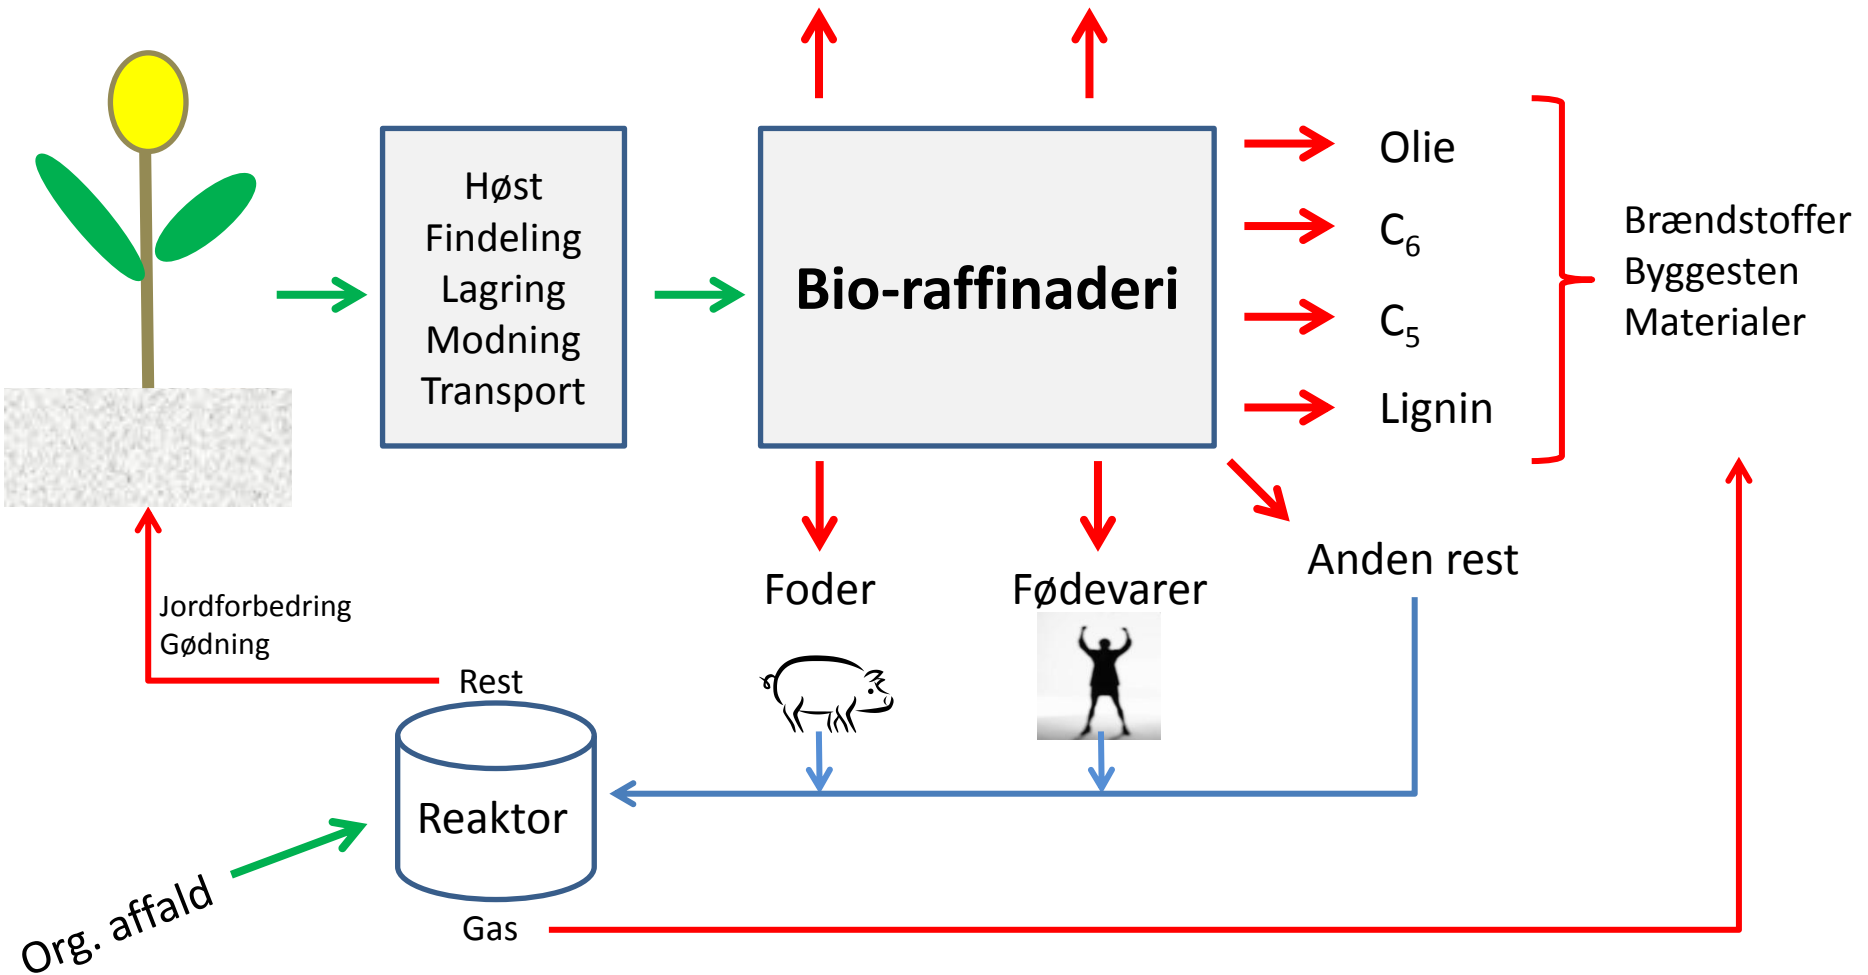 Høst
Findeling
Lagring
Modning
Transport
Bio-raffinaderi
Olie
C₆
C₅
Lignin
Brændstoffer
Byggesten
Materialer
Foder
Fødevarer
Anden rest
Jordforbedring
Gødning
Rest
Reaktor
Org. affald
Gas